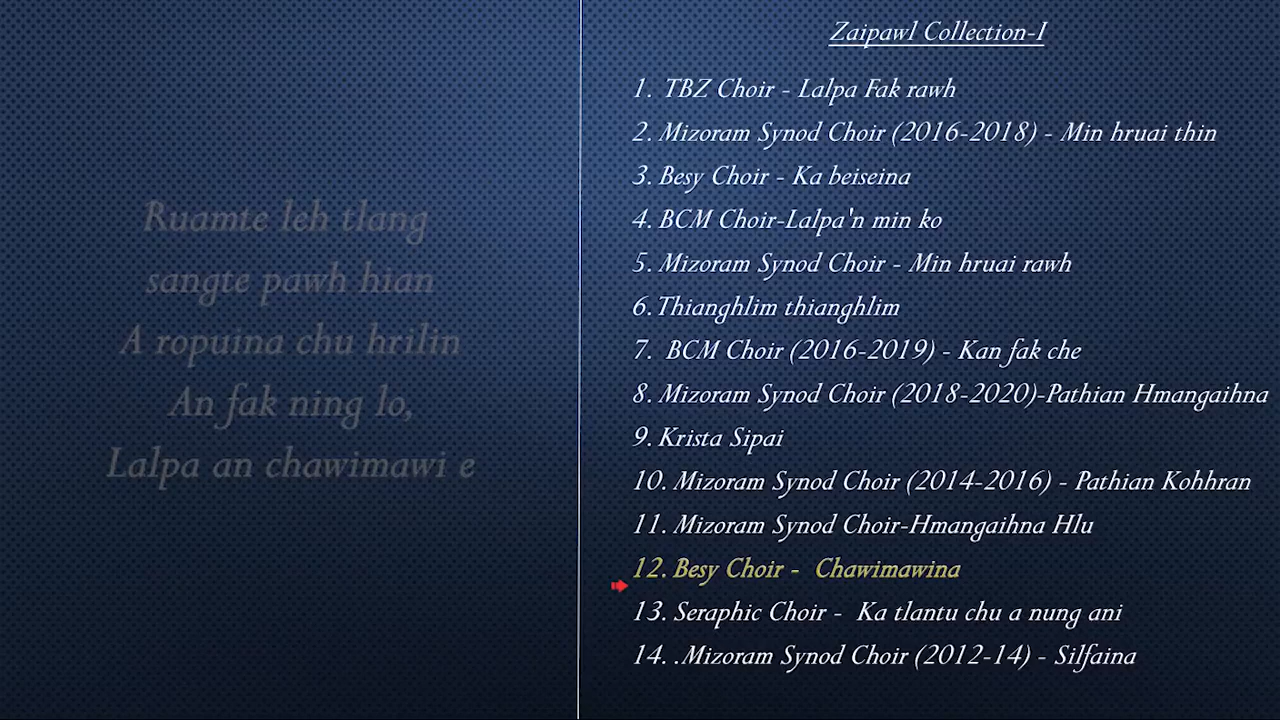 Ruamte leh tlang
sangte pawh hian
A ropuina chu hrilin
An fak ning lo,
Lalpa an chawimawi e
Zaipawl Collection-I
1. TBZ Choir - Lalpa Fak rawh
2. Mizoram Synod Choir (2016-2018) - Min hruai thin
3. Besy Choir - Ka beiseina
4. BCM Choir-Lalpa'n min ko
5. Mizoram Synod Choir - Min hruai rawh
6. Thianghlim thianghlim
7. BCM Choir (2016-2019) - Kan fak che
8. Mizoram Synod Choir (2018-2020)-Pathian Hmangaihna
9. Krista Sipai
10. Mizoram Synod Choir (2014-2016) - Pathian Kohhran
11. Mizoram Synod Choir-Hmangaihna Hlu
12. Besy Choir - Chawimawina
13. Seraphic Choir - Ka tlantu chu a nung ani
14. .Mizoram Synod Choir (2012-14) - Silfaina